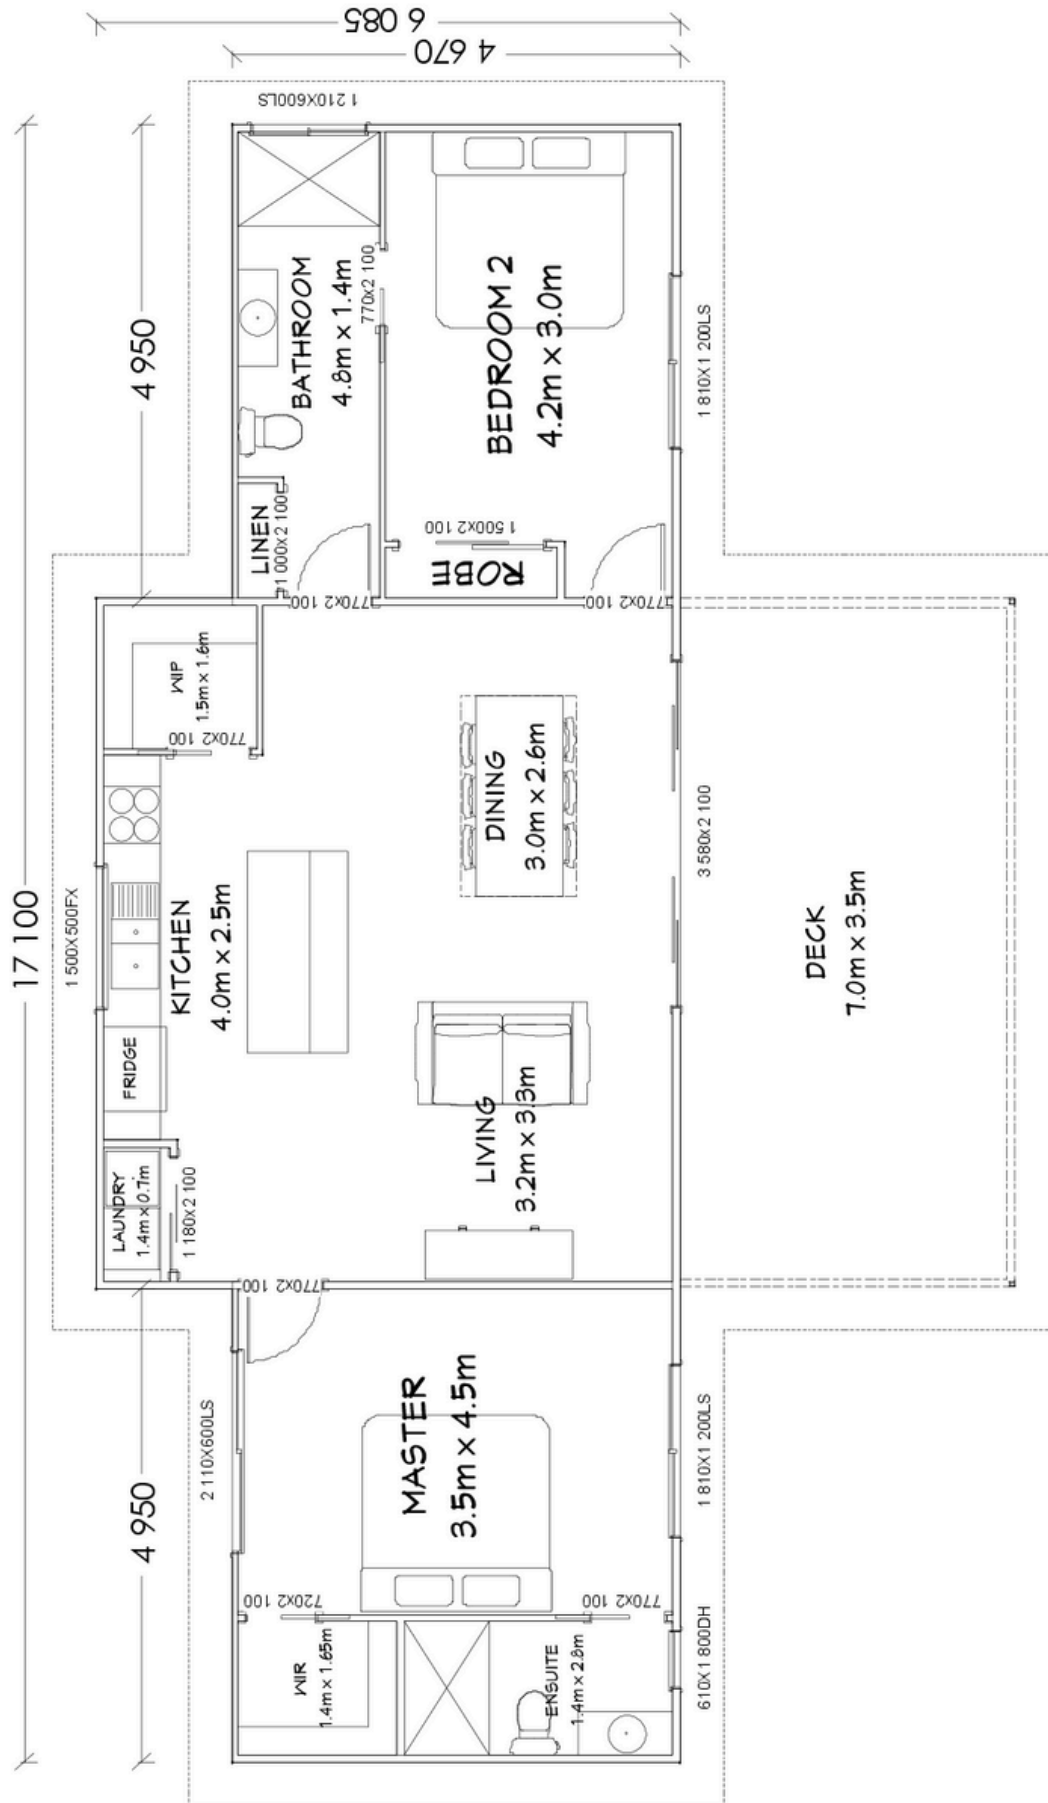 17 100
4 950
4 950
6 085
4 670
1 500X500FX
2 110X600LS
1 210X600LS
LAUNDRY
1.4m x 0.7m
1 180x2 100
FRIDGE
KITCHEN
4.0m x 2.5m
WIP
1.5m x 1.6m
770x2 100
LINEN
1 000x2 100
770x2 100
BATHROOM
4.8m x 1.4m
770x2 100
WIR
1.4m x 1.65m
720x2 100
770x2 100
MASTER
3.5m x 4.5m
770x2 100
ENSUITE
1.4m x 2.8m
LIVING
3.2m x 3.3m
DINING
3.0m x 2.6m
ROBE
1 500x2 100
770x2 100
BEDROOM 2
4.2m x 3.0m
610X1 800DH
1 810X1 200LS
3 580x2 100
1 810X1 200LS
DECK
7.0m x 3.5m